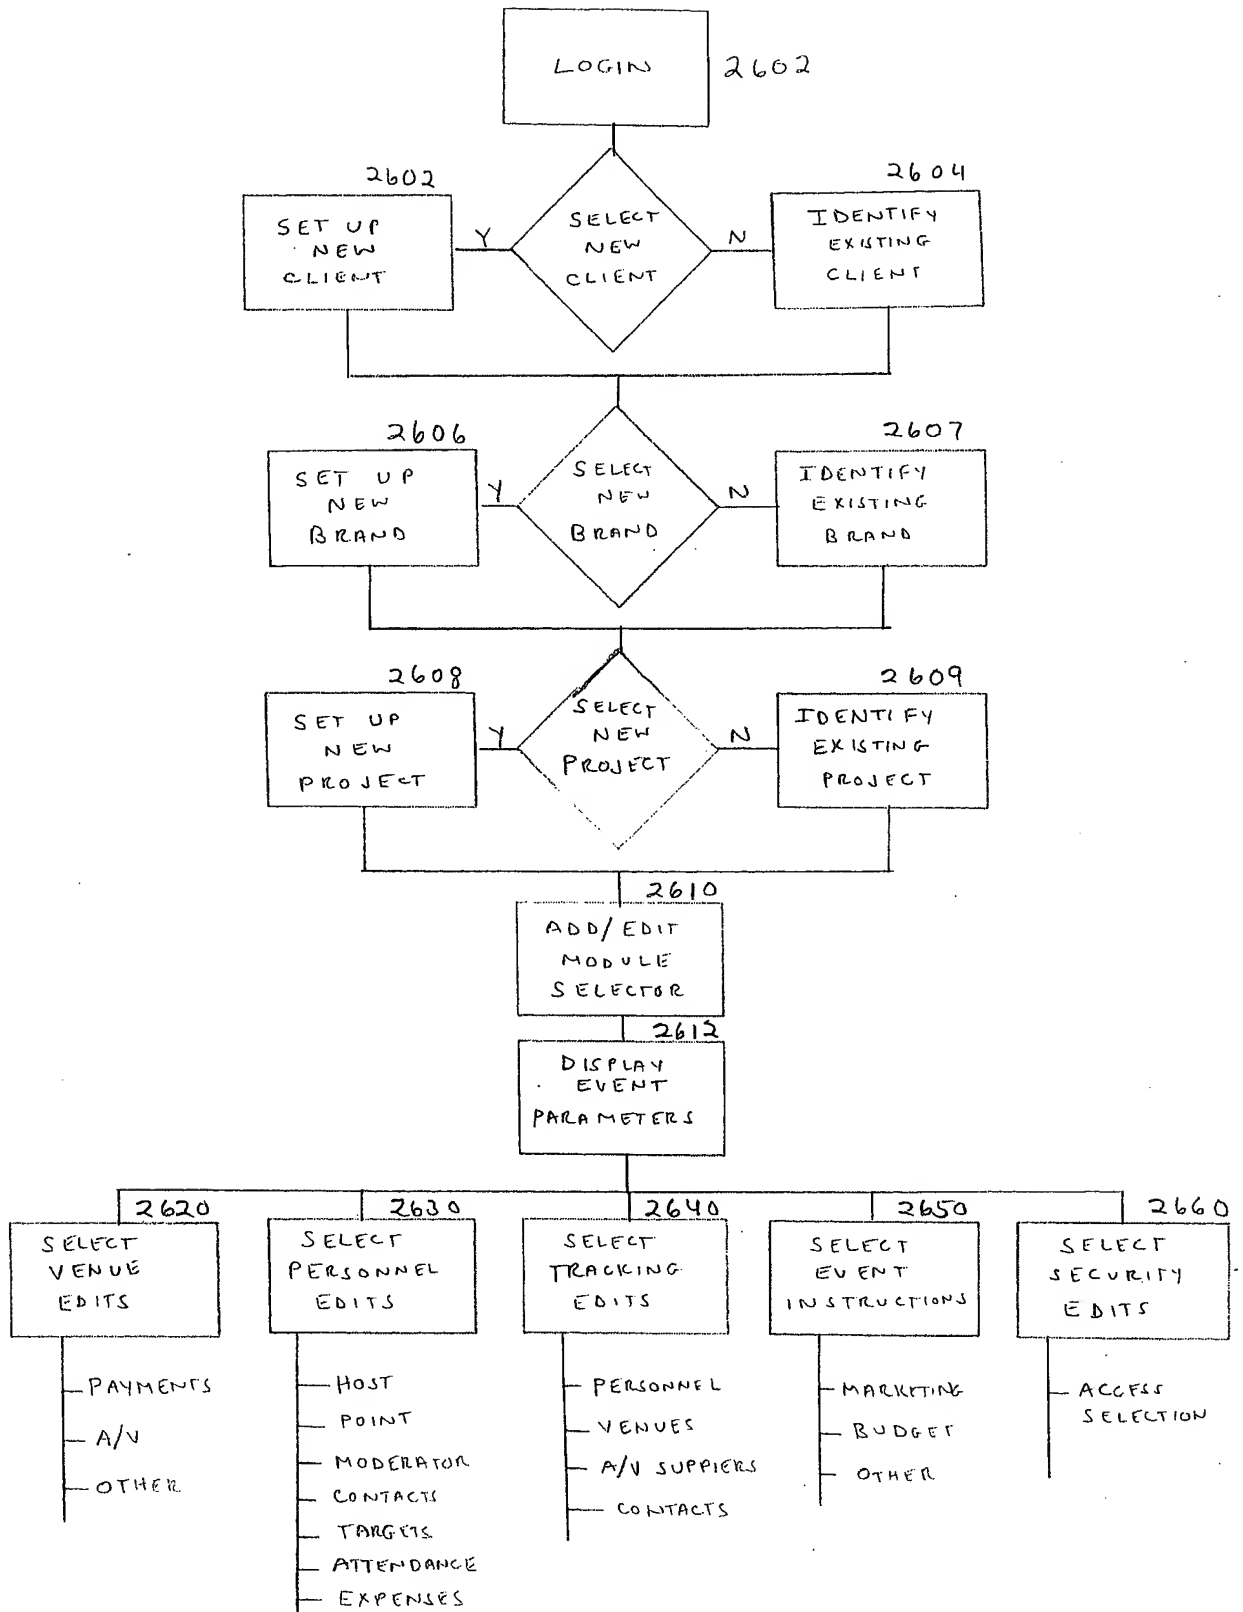 LOGIN
2602
2602
SET UP
NEW
CLIENT
Y
SELECT
NEW
CLIENT
N
2604
IDENTIFY
EXISTING
CLIENT
2606
SET UP
NEW
BRAND
Y
SELECT
NEW
BRAND
N
2607
IDENTIFY
EXISTING
BRAND
2608
SET UP
NEW
PROJECT
Y
SELECT
NEW
PROJECT
N
2609
IDENTIFY
EXISTING
PROJECT
2610
ADD/EDIT
MODULE
SELECTOR
2612
DISPLAY
EVENT
PARAMETERS
2620
SELECT
VENUE
EDITS
PAYMENTS
A/V
OTHER
2630
SELECT
PERSONNEL
EDITS
HOST
POINT
MODERATOR
CONTACTS
TARGETS
ATTENDANCE
EXPENSES
2640
SELECT
TRACKING
EDITS
PERSONNEL
VENUES
A/V SUPPIERS
CONTACTS
2650
SELECT
EVENT
INSTRUCTIONS
MARKETING
BUDGET
OTHER
2660
SELECT
SECURITY
EDITS
ACCESS
SELECTION